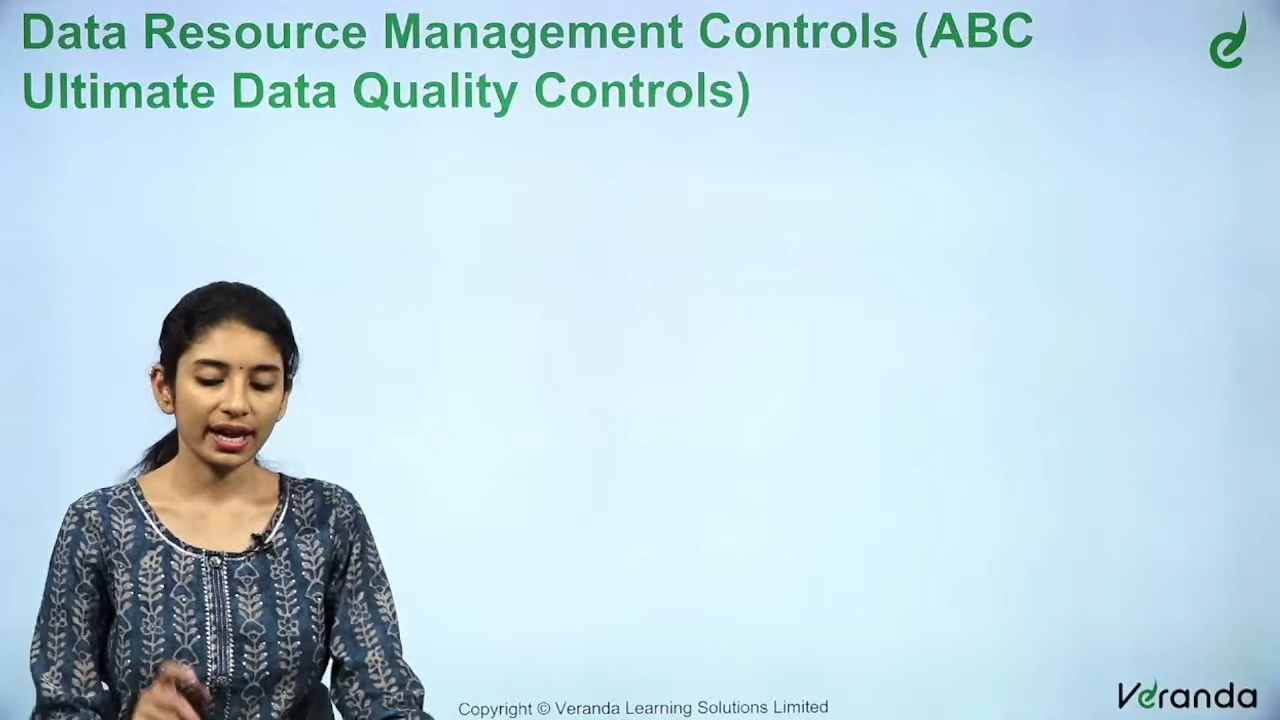 Data Resource Management Controls (ABC
Ultimate Data Quality Controls)
Copyright © Veranda Learning Solutions Limited
Veranda